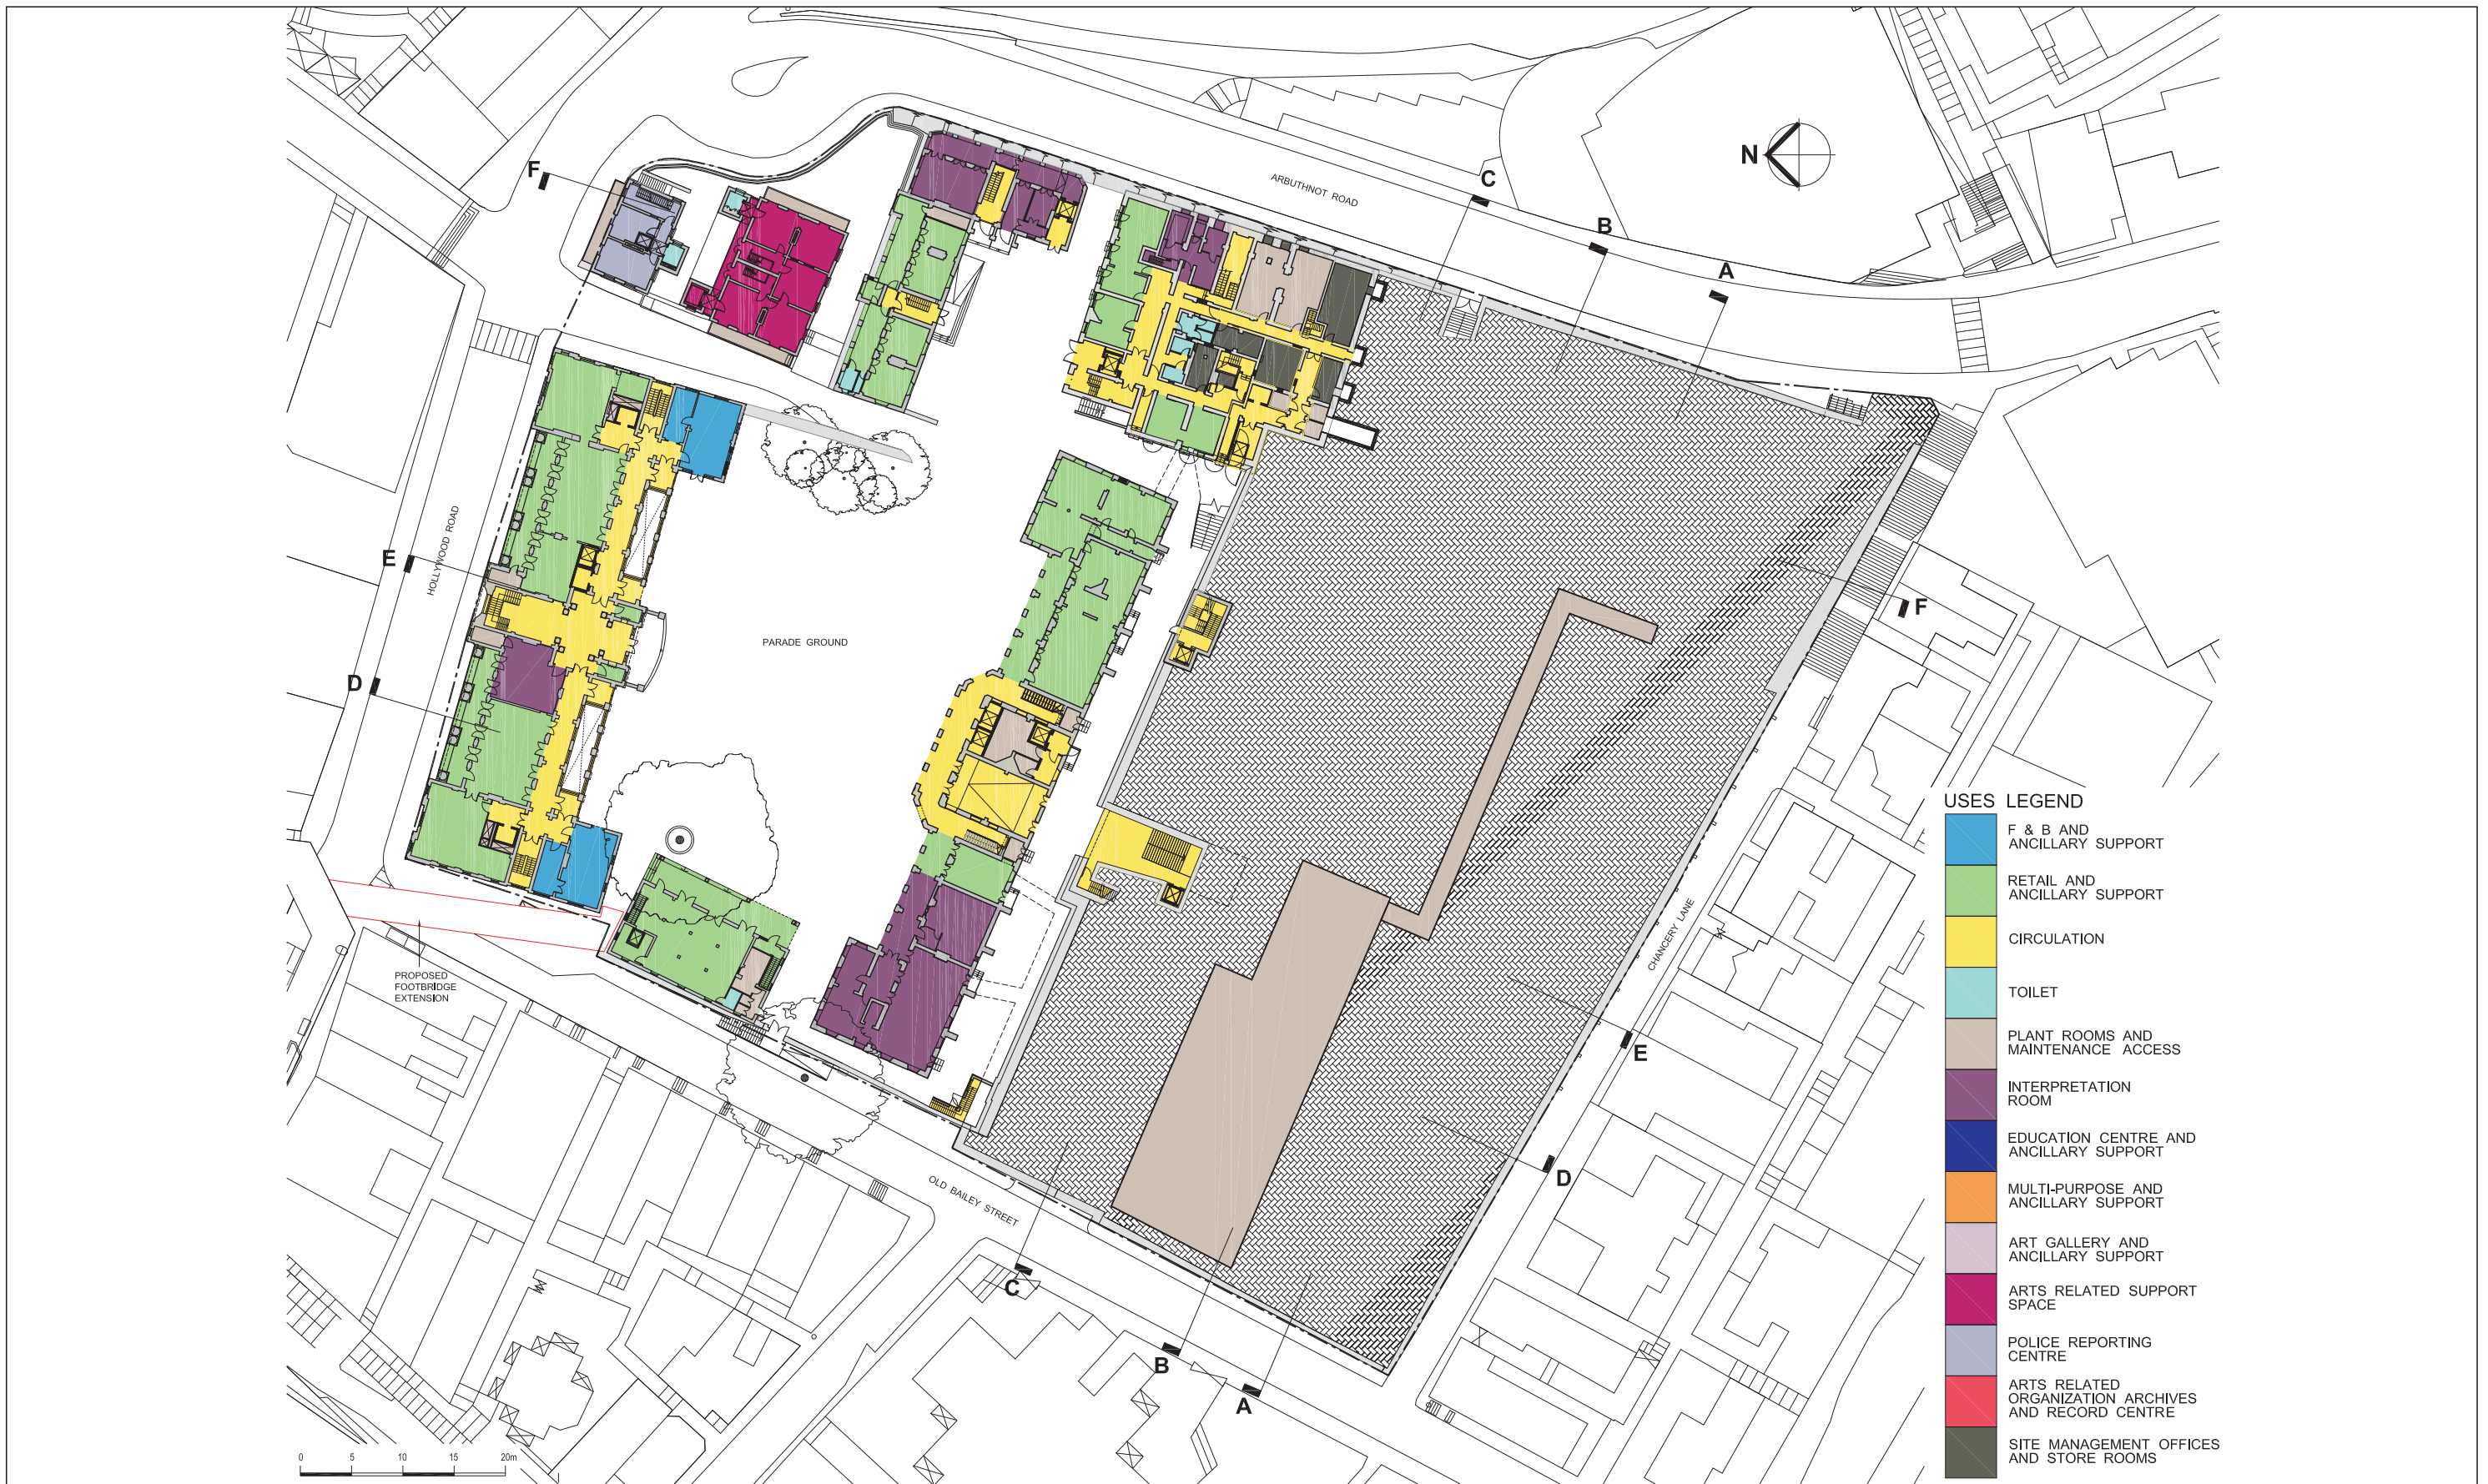 N
F
ARBUTHNOT ROAD
C
B
A
HOLLYWOOD ROAD
E
D
PARADE GROUND
F
PROPOSED
FOOTBRIDGE
EXTENSION
CHANCERY LANE
E
D
OLD BAILEY STREET
C
B
A
0 5 10 15 20m
USES LEGEND
F & B AND
ANCILLARY SUPPORT
RETAIL AND
ANCILLARY SUPPORT
CIRCULATION
TOILET
PLANT ROOMS AND
MAINTENANCE ACCESS
INTERPRETATION
ROOM
EDUCATION CENTRE AND
ANCILLARY SUPPORT
MULTI-PURPOSE AND
ANCILLARY SUPPORT
ART GALLERY AND
ANCILLARY SUPPORT
ARTS RELATED SUPPORT
SPACE
POLICE REPORTING
CENTRE
ARTS RELATED
ORGANIZATION ARCHIVES
AND RECORD CENTRE
SITE MANAGEMENT OFFICES
AND STORE ROOMS